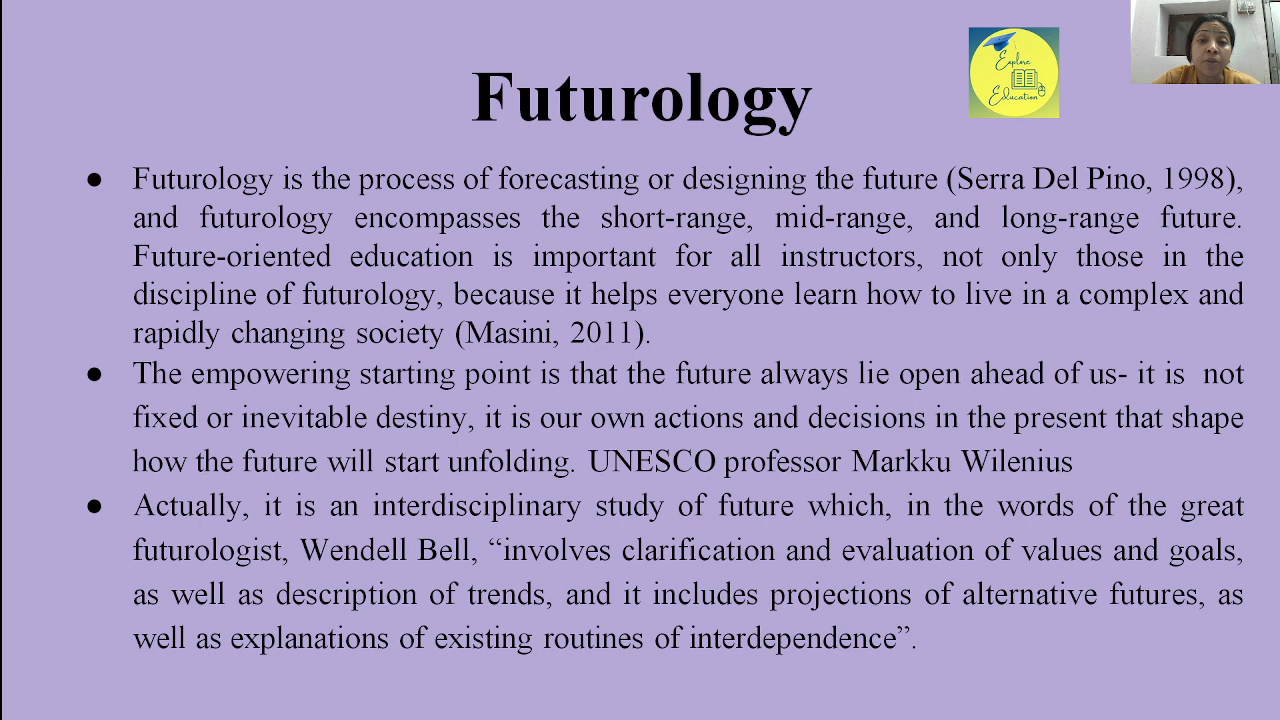 Futurology
Explore
Education
● Futurology is the process of forecasting or designing the future (Serra Del Pino, 1998),
and futurology encompasses the short-range, mid-range, and long-range future.
Future-oriented education is important for all instructors, not only those in the
discipline of futurology, because it helps everyone learn how to live in a complex and
rapidly changing society (Masini, 2011).
● The empowering starting point is that the future always lie open ahead of us- it is not
fixed or inevitable destiny, it is our own actions and decisions in the present that shape
how the future will start unfolding. UNESCO professor Markku Wilenius
● Actually, it is an interdisciplinary study of future which, in the words of the great
futurologist, Wendell Bell, “involves clarification and evaluation of values and goals,
as well as description of trends, and it includes projections of alternative futures, as
well as explanations of existing routines of interdependence”.